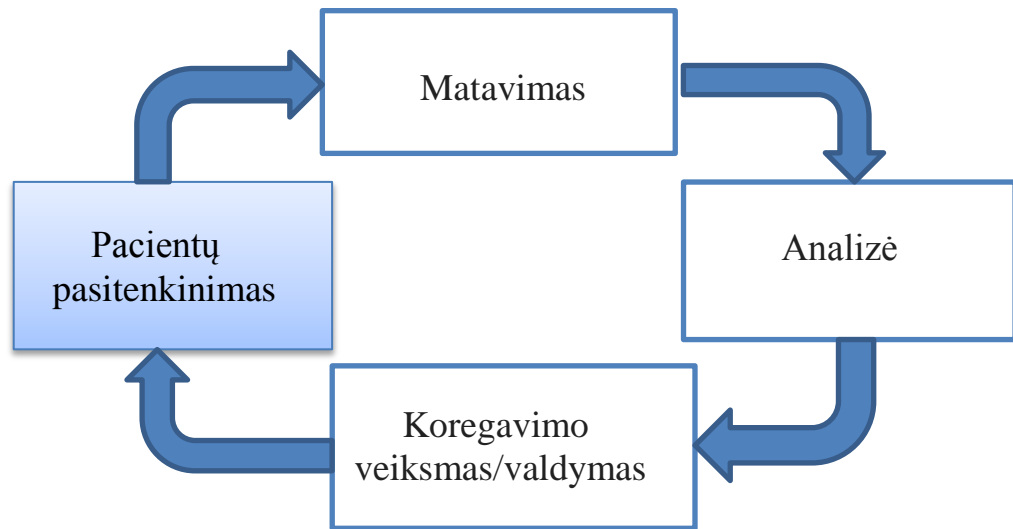 Matavimas
Pacientų
pasitenkinimas
Analizė
Koregavimo
veiksmas/valdymas